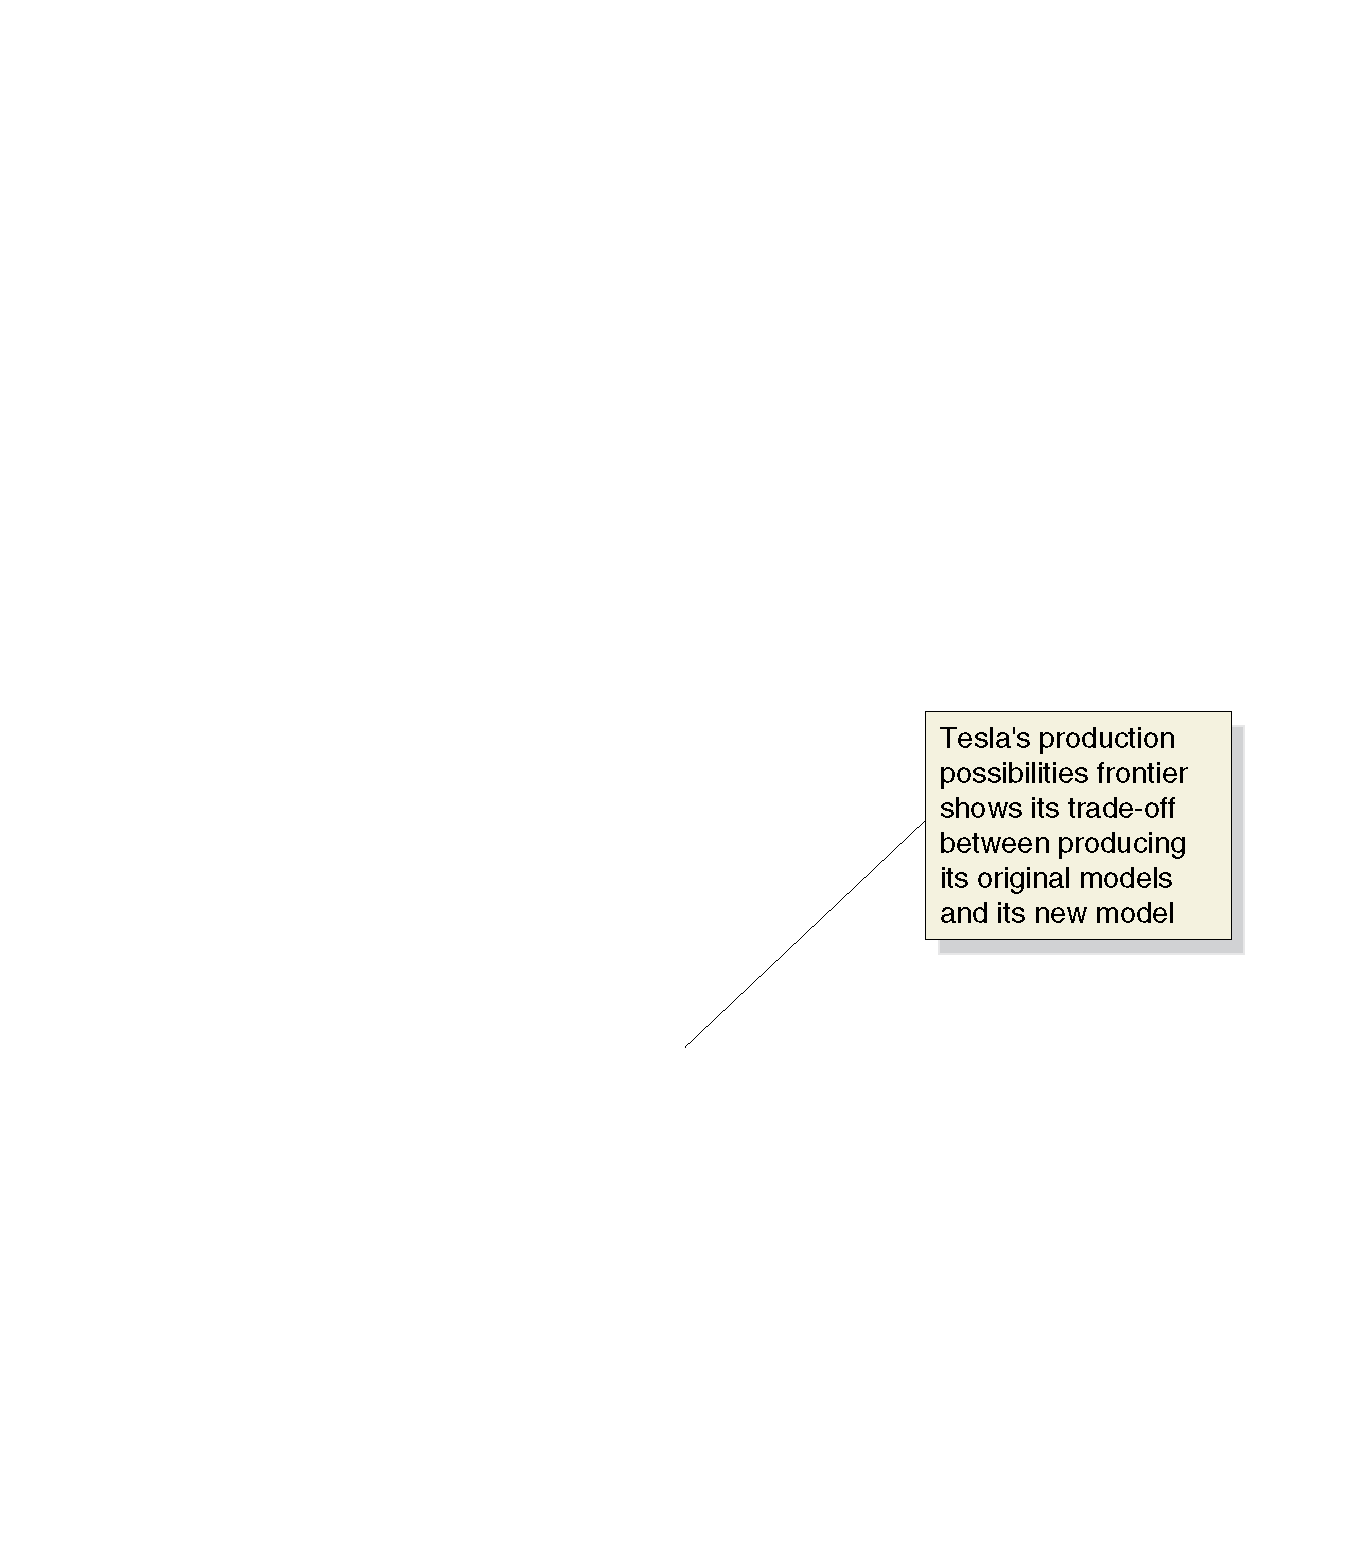 Tesla's production
possibilities frontier
shows its trade-off
between producing
its original models
and its new model